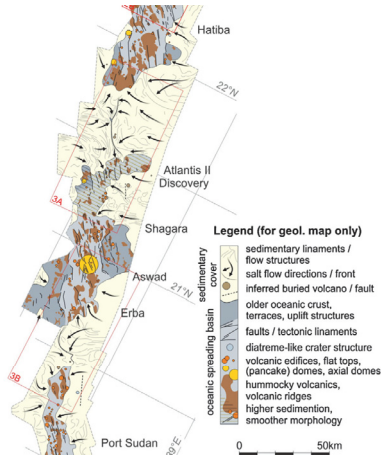 Hatiba
22°N
Atlantis II
Discovery
3A
Shagara
Aswad
21°N
Erba
3B
Port Sudan
39°E
Legend (for geol. map only)
sedimentary cover
sedimentary linaments /
flow structures
salt flow directions / front
inferred buried volcano / fault
oceanic spreading basin
older oceanic crust,
terraces, uplift structures
faults / tectonic linaments
diatreme-like crater structure
volcanic edifices, flat tops,
(pancake) domes, axial domes
hummocky volcanics,
volcanic ridges
higher sedimention,
smoother morphology
0 50km